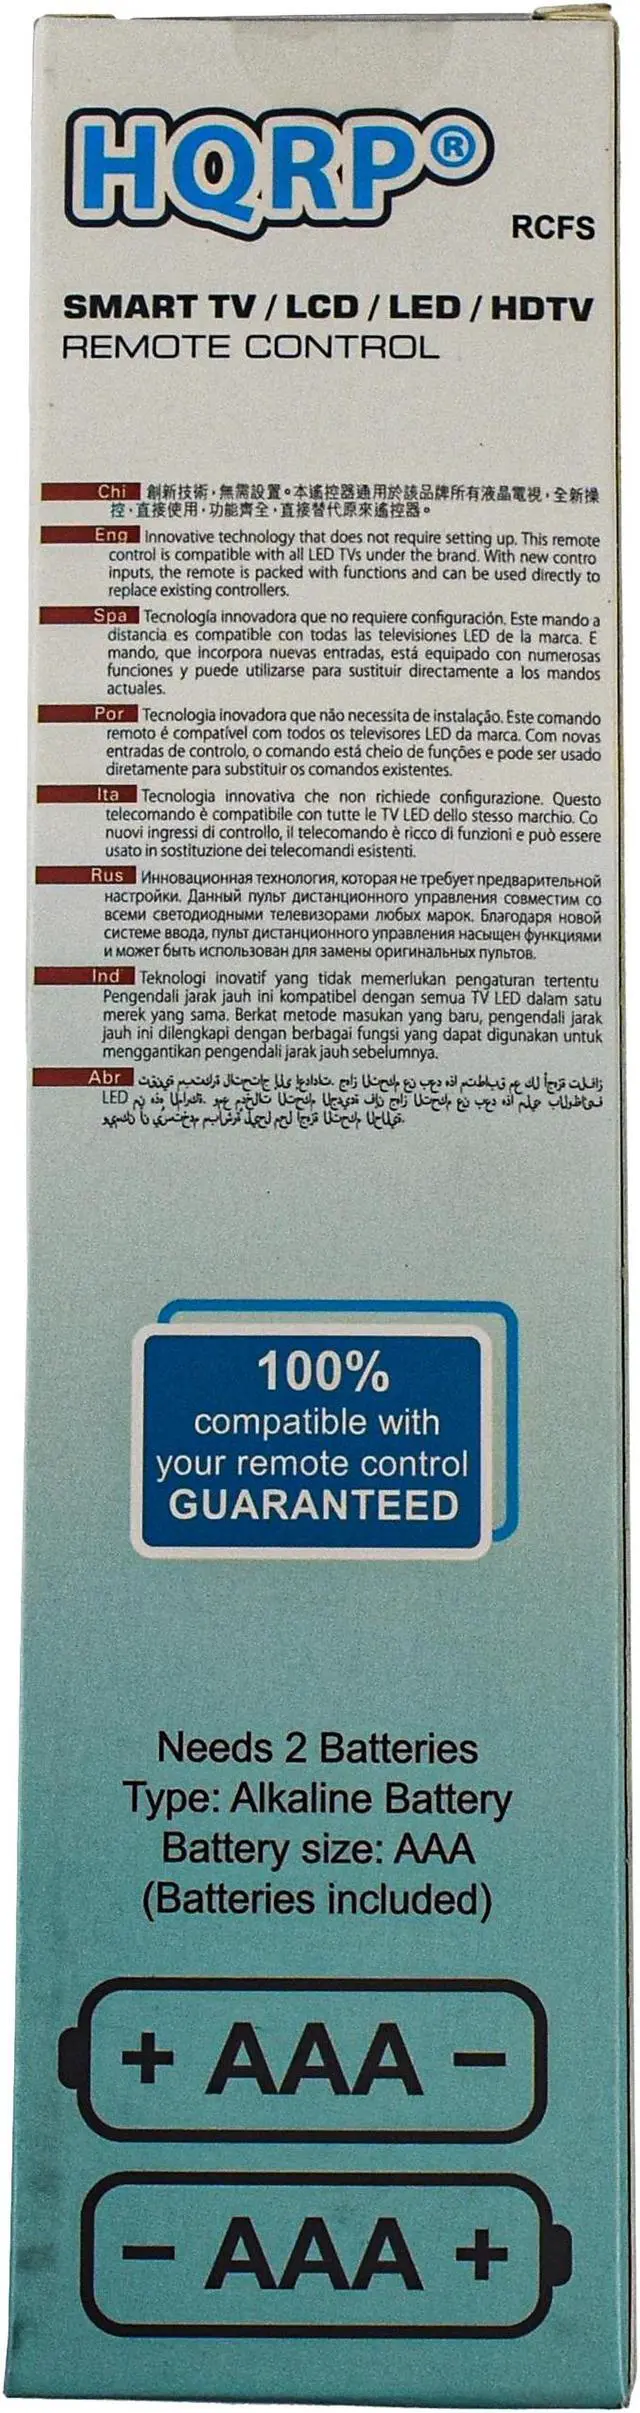 HQRP®
RCFS
SMART TV / LCD / LED / HDTV
REMOTE CONTROL
Chi 創新技術，無需設置。本遙控器通用於該品牌所有液晶電視，全新操
控，直接使用，功能齊全，直接替代原來遙控器。
Eng Innovative technology that does not require setting up. This remote
control is compatible with all LED TVs under the brand. With new contro
inputs, the remote is packed with functions and can be used directly to
replace existing controllers.
Spa Tecnología innovadora que no requiere configuración. Este mando a
distancia es compatible con todas las televisiones LED de la marca. E
mando, que incorpora nuevas entradas, está equipado con numerosas
funciones y puede utilizarse para sustituir directamente a los mandos
actuales.
Por Tecnologia inovadora que não necessita de instalação. Este comando
remoto é compatível com todos os televisores LED da marca. Com novas
entradas de controlo, o comando está cheio de funções e pode ser usado
diretamente para substituir os comandos existentes.
Ita Tecnologia innovativa che non richiede configurazione. Questo
telecomando è compatibile con tutte le TV LED dello stesso marchio. Co
nuovi ingressi di controllo, il telecomando è ricco di funzioni e può essere
usato in sostituzione dei telecomandi esistenti.
Rus Инновационная технология, которая не требует предварительной
настройки. Данный пульт дистанционного управления совместим со
всеми светодиодными телевизорами любых марок. Благодаря новой
системе ввода, пульт дистанционного управления насыщен функциями
и может быть использован для замены оригинальных пультов.
Ind Teknologi inovatif yang tidak memerlukan pengaturan tertentu
Pengendali jarak jauh ini kompatibel dengan semua TV LED dalam satu
merek yang sama. Berkat metode masukan yang baru, pengendali jarak
jauh ini dilengkapi dengan berbagai fungsi yang dapat digunakan untuk
menggantikan pengendali jarak jauh sebelumnya.
Abr
LED
100%
compatible with
your remote control
GUARANTEED
Needs 2 Batteries
Type: Alkaline Battery
Battery size: AAA
(Batteries included)
+ AAA −
− AAA +